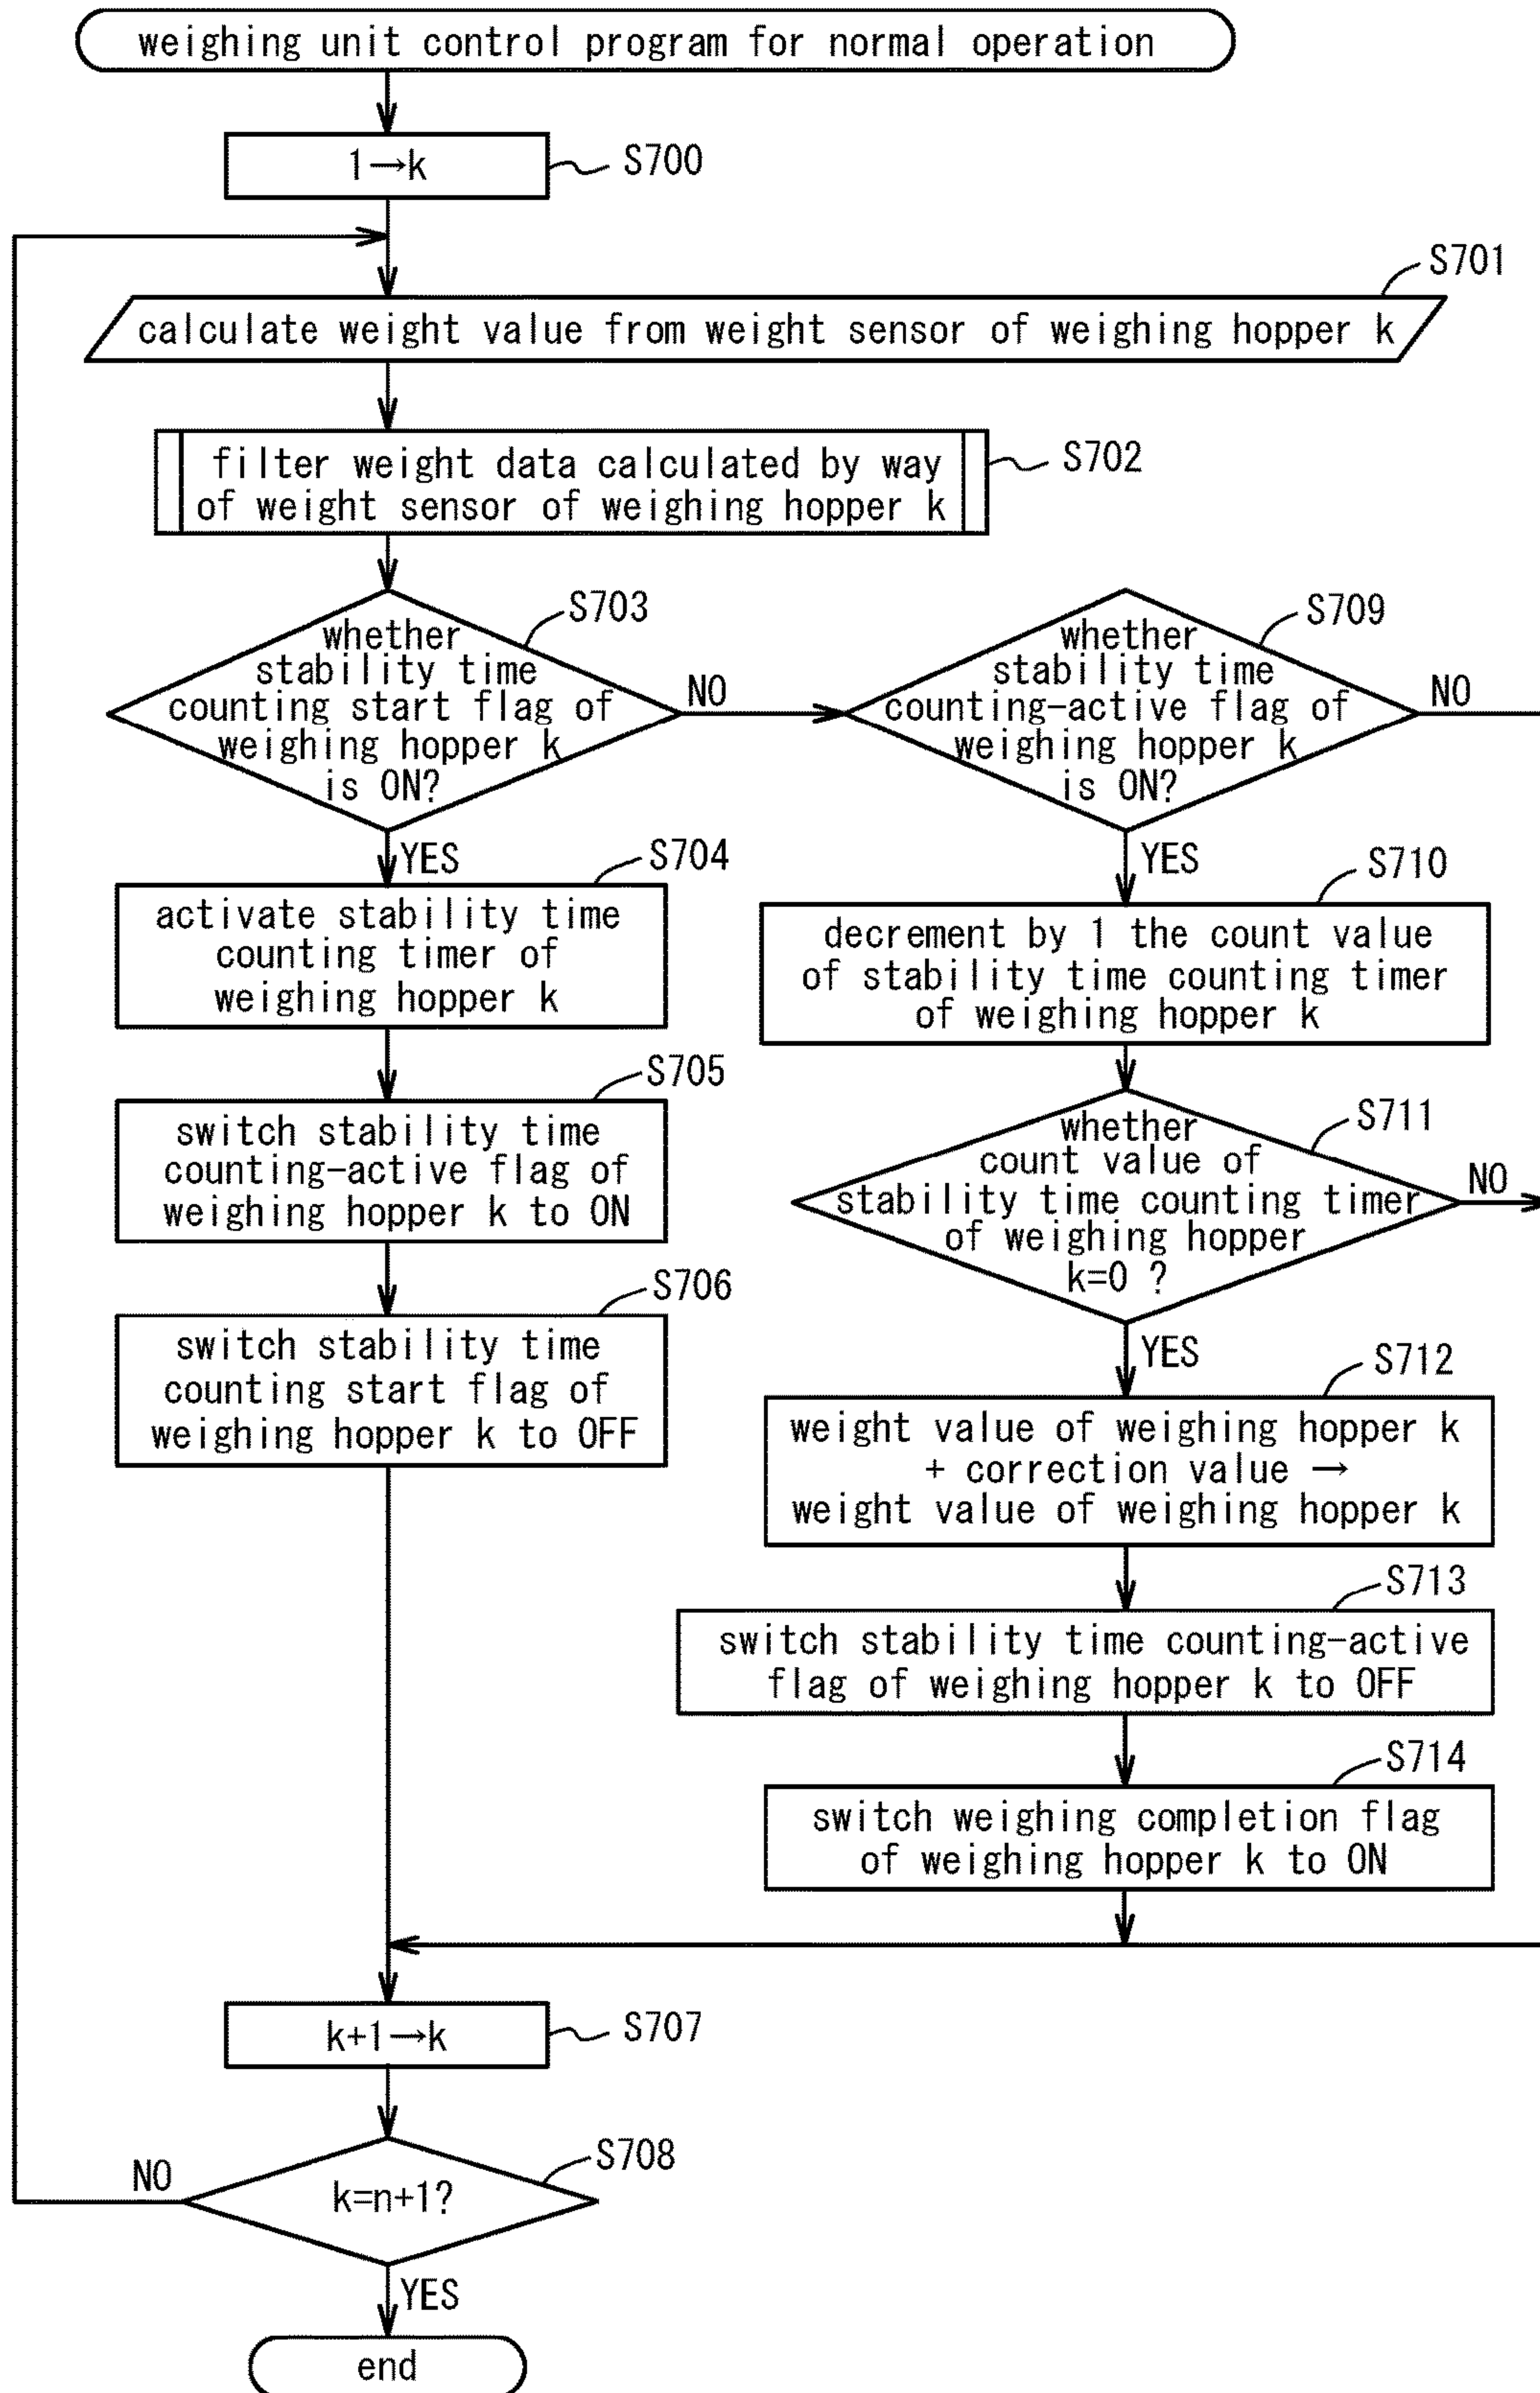 weighing unit control program for normal operation
1→k
S700
S701
calculate weight value from weight sensor of weighing hopper k
filter weight data calculated by way
of weight sensor of weighing hopper k
S702
S703
whether
stability time
counting start flag of
weighing hopper k
is ON?
NO
YES
S709
whether
stability time
counting-active flag of
weighing hopper k
is ON?
NO
YES
S704
activate stability time
counting timer of
weighing hopper k
S705
switch stability time
counting-active flag of
weighing hopper k to ON
S706
switch stability time
counting start flag of
weighing hopper k to OFF
S710
decrement by 1 the count value
of stability time counting timer
of weighing hopper k
S711
whether
count value of
stability time counting timer
of weighing hopper
k=0 ?
NO
YES
S712
weight value of weighing hopper k
+ correction value →
weight value of weighing hopper k
S713
switch stability time counting-active
flag of weighing hopper k to OFF
S714
switch weighing completion flag
of weighing hopper k to ON
k+1→k
S707
S708
k=n+1?
NO
YES
end